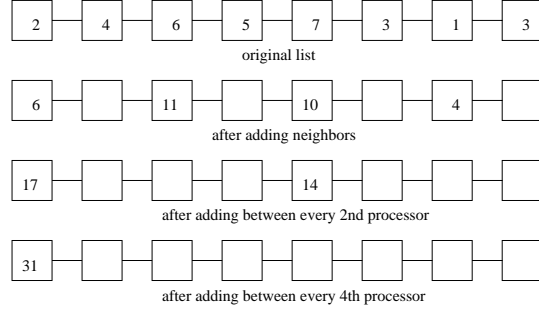 2 4 6 5 7 3 1 3
original list
6 11 10 4
after adding neighbors
17 14
after adding between every 2nd processor
31
after adding between every 4th processor